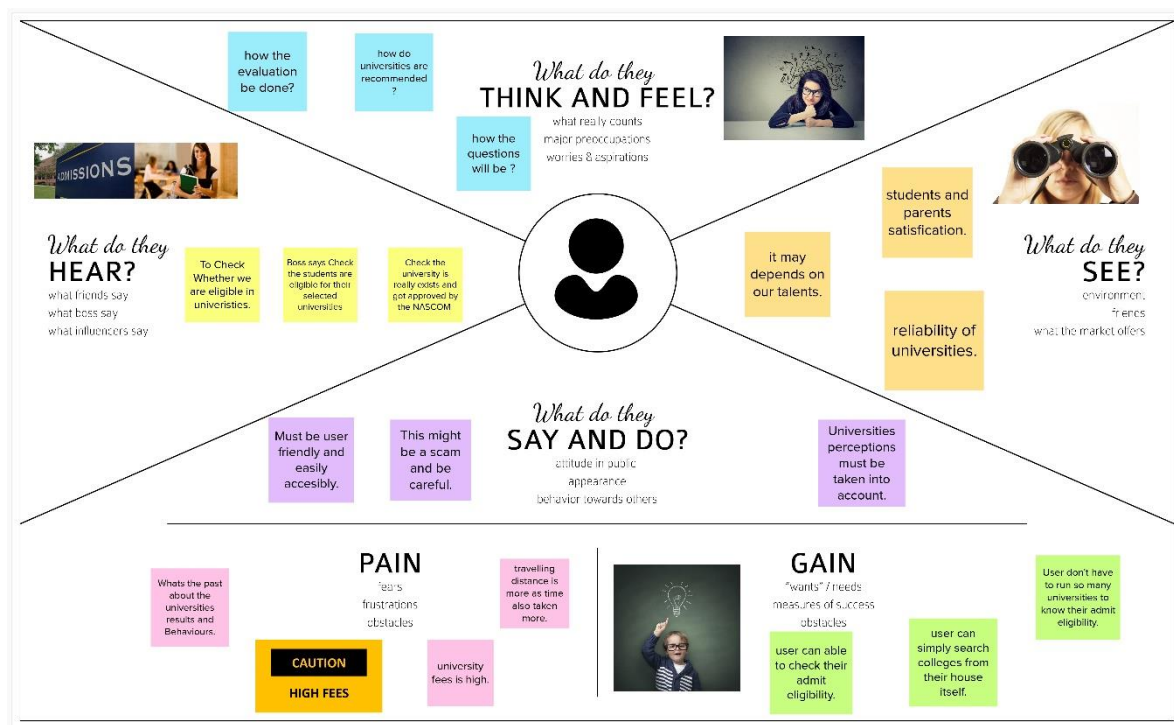 how the
evaluation
be done?
how do
universities are
recommended
?
What do they
THINK AND FEEL?
what really counts
major preoccupations
worries & aspirations
how the
questions
will be ?
ADMISSIONS
What do they
HEAR?
what friends say
what boss say
what influencers say
To Check
Whether we
are eligible in
univeristies.
Boss says Check
the students are
eligible for their
selected
universities
Check the
university is
really exists and
got approved by
the NASCOM
students and
parents
satisfication.
it may
depends on
our talents.
reliability of
universities.
What do they
SEE?
environment
friends
what the market offers
Must be user
friendly and
easily
accesibly.
This might
be a scam
and be
careful.
What do they
SAY AND DO?
attitude in public
appearance
behavior towards others
Universities
perceptions
must be
taken into
account.
PAIN
fears
frustrations
obstacles
Whats the past
about the
universities
results and
Behaviours.
travelling
distance is
more as time
also taken
more.
CAUTION
HIGH FEES
university
fees is high.
GAIN
"wants" / needs
measures of success
obstacles
user can able
to check their
admit
eligibility.
user can
simply search
colleges from
their house
itself.
User don't have
to run so many
universities to
know their admit
eligibility.